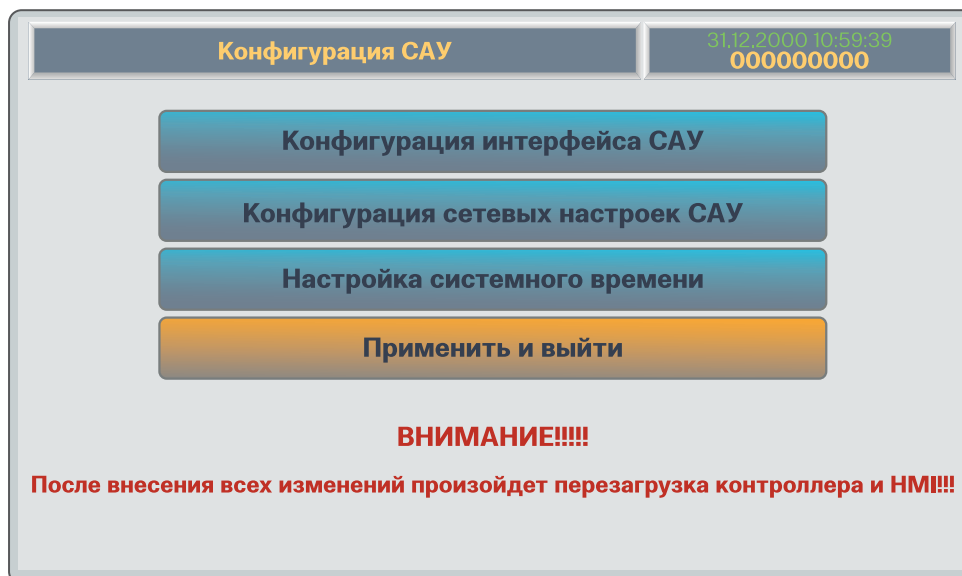 Конфигурация САУ
31.12.2000 10:59:39
000000000
Конфигурация интерфейса САУ
Конфигурация сетевых настроек САУ
Настройка системного времени
Применить и выйти
ВНИМАНИЕ!!!!!
После внесения всех изменений произойдет перезагрузка контроллера и HMI!!!